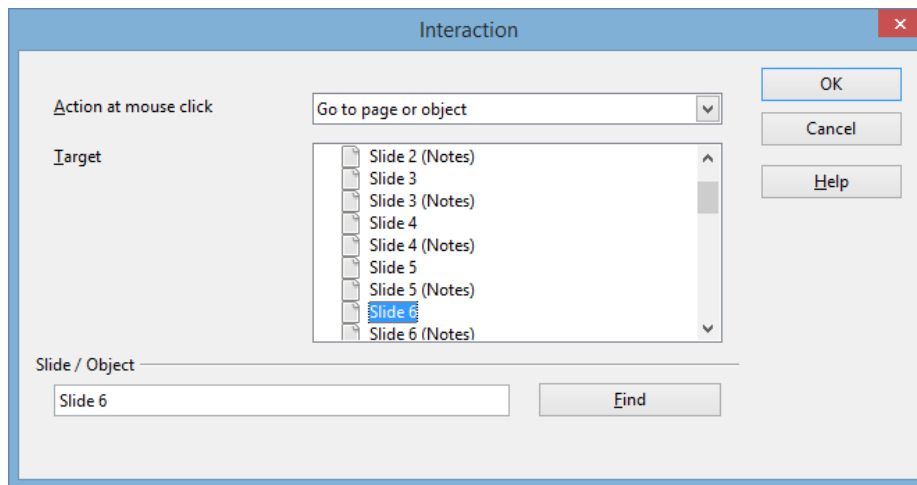 Interaction
Action at mouse click
Go to page or object
OK
Cancel
Help
Target
Slide 2 (Notes)
Slide 3
Slide 3 (Notes)
Slide 4
Slide 4 (Notes)
Slide 5
Slide 5 (Notes)
Slide 6
Slide 6 (Notes)
Slide / Object
Slide 6
Find